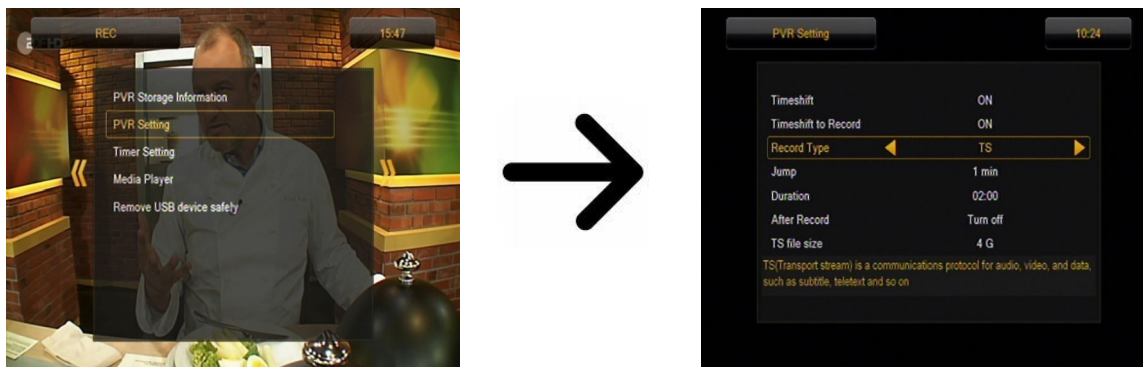 REC 15:47
PVR Storage Information
PVR Setting
Timer Setting
Media Player
Remove USB device safely
PVR Setting 10:24
Timeshift ON
Timeshift to Record ON
Record Type TS
Jump 1 min
Duration 02:00
After Record Turn off
TS file size 4 G
TS(Transport stream) is a communications protocol for audio, video, and data,
such as subtitle, teletext and so on